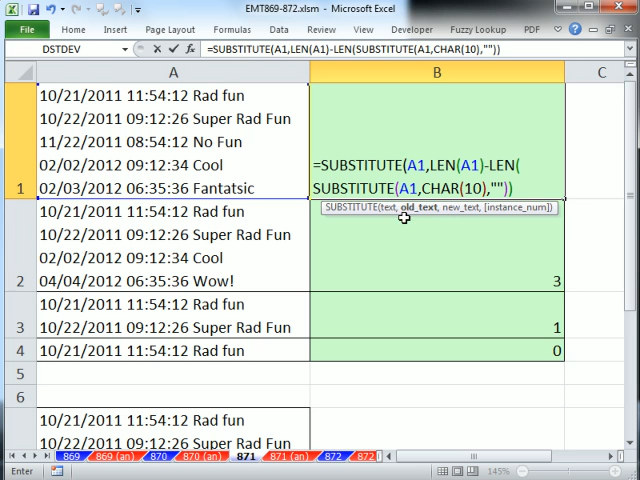 EMT869-872.xlsm - Microsoft Excel
File Home Insert Page Layout Formulas Data Review View Developer Fuzzy Lookup PDF
DSTDEV fx =SUBSTITUTE(A1,LEN(A1)-LEN(SUBSTITUTE(A1,CHAR(10),""))
A B C
10/21/2011 11:54:12 Rad fun
10/22/2012 09:12:26 Super Rad Fun
11/22/2011 08:54:12 No Fun
02/02/2012 09:12:34 Cool
=SUBSTITUTE(A1,LEN(A1)-LEN(
1 02/03/2012 06:35:36 Fantatsic
SUBSTITUTE(A1,CHAR(10),""))
SUBSTITUTE(text, old_text, new_text, [instance_num])
10/21/2011 11:54:12 Rad fun
10/22/2011 09:12:26 Super Rad Fun
02/02/2012 09:12:34 Cool
2 04/04/2012 06:35:36 Wow! 3
10/21/2011 11:54:12 Rad fun
3 10/22/2011 09:12:26 Super Rad Fun 1
4 10/21/2011 11:54:12 Rad fun 0
5
6
10/21/2011 11:54:12 Rad fun
10/22/2011 09:12:26 Super Rad Fun
869 869 (an) 870 870 (an) 871 871 (an) 872 872
Enter 145%